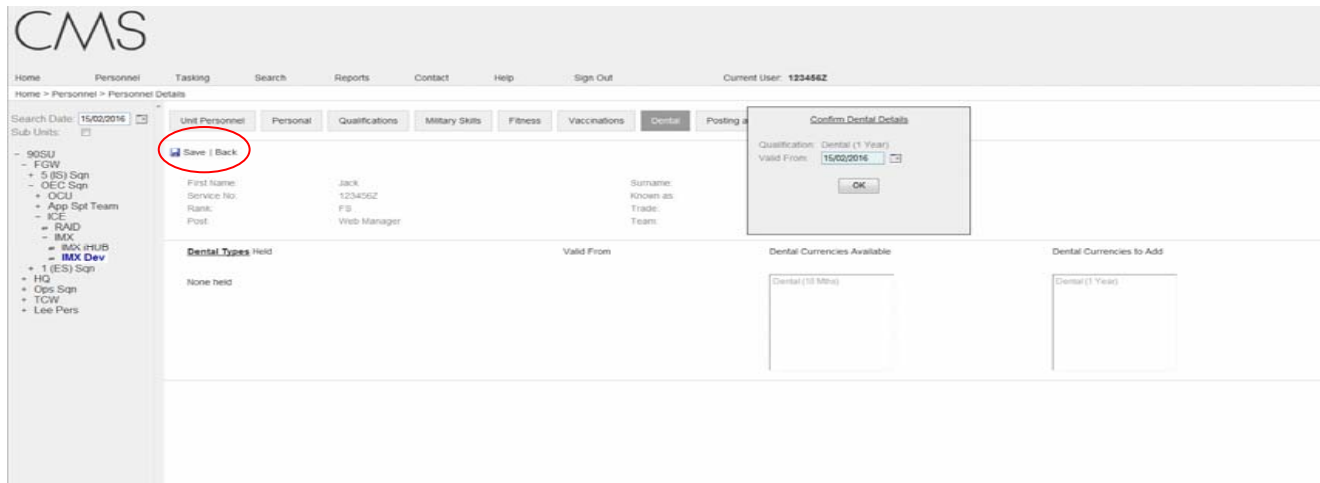 CMS
Home Personnel Tasking Search Reports Contact Help Sign Out Current User: 123456Z
Home > Personnel > Personnel Details
Search Date: 15/02/2016
Sub Units:
- 90SU
- FGW
+ 5 (IS) Sqn
- OEC Sqn
+ OCU
+ App Spt Team
- ICE
RAID
- IMX
IMX iHUB
IMX Dev
+ 1 (ES) Sqn
+ HQ
+ Ops Sqn
+ TCW
+ Lee Pers
Unit Personnel Personal Qualifications Military Skills Fitness Vaccinations Dental Posting a
Save | Back
First Name: Jack Surname:
Service No: 123456Z Known as:
Rank: FS Trade:
Post: Web Manager Team:
Confirm Dental Details
Qualification: Dental (1 Year)
Valid From: 15/02/2016
OK
Dental Types Held Valid From Dental Currencies Available Dental Currencies to Add
None held Dental (18 Mths) Dental (1 Year)